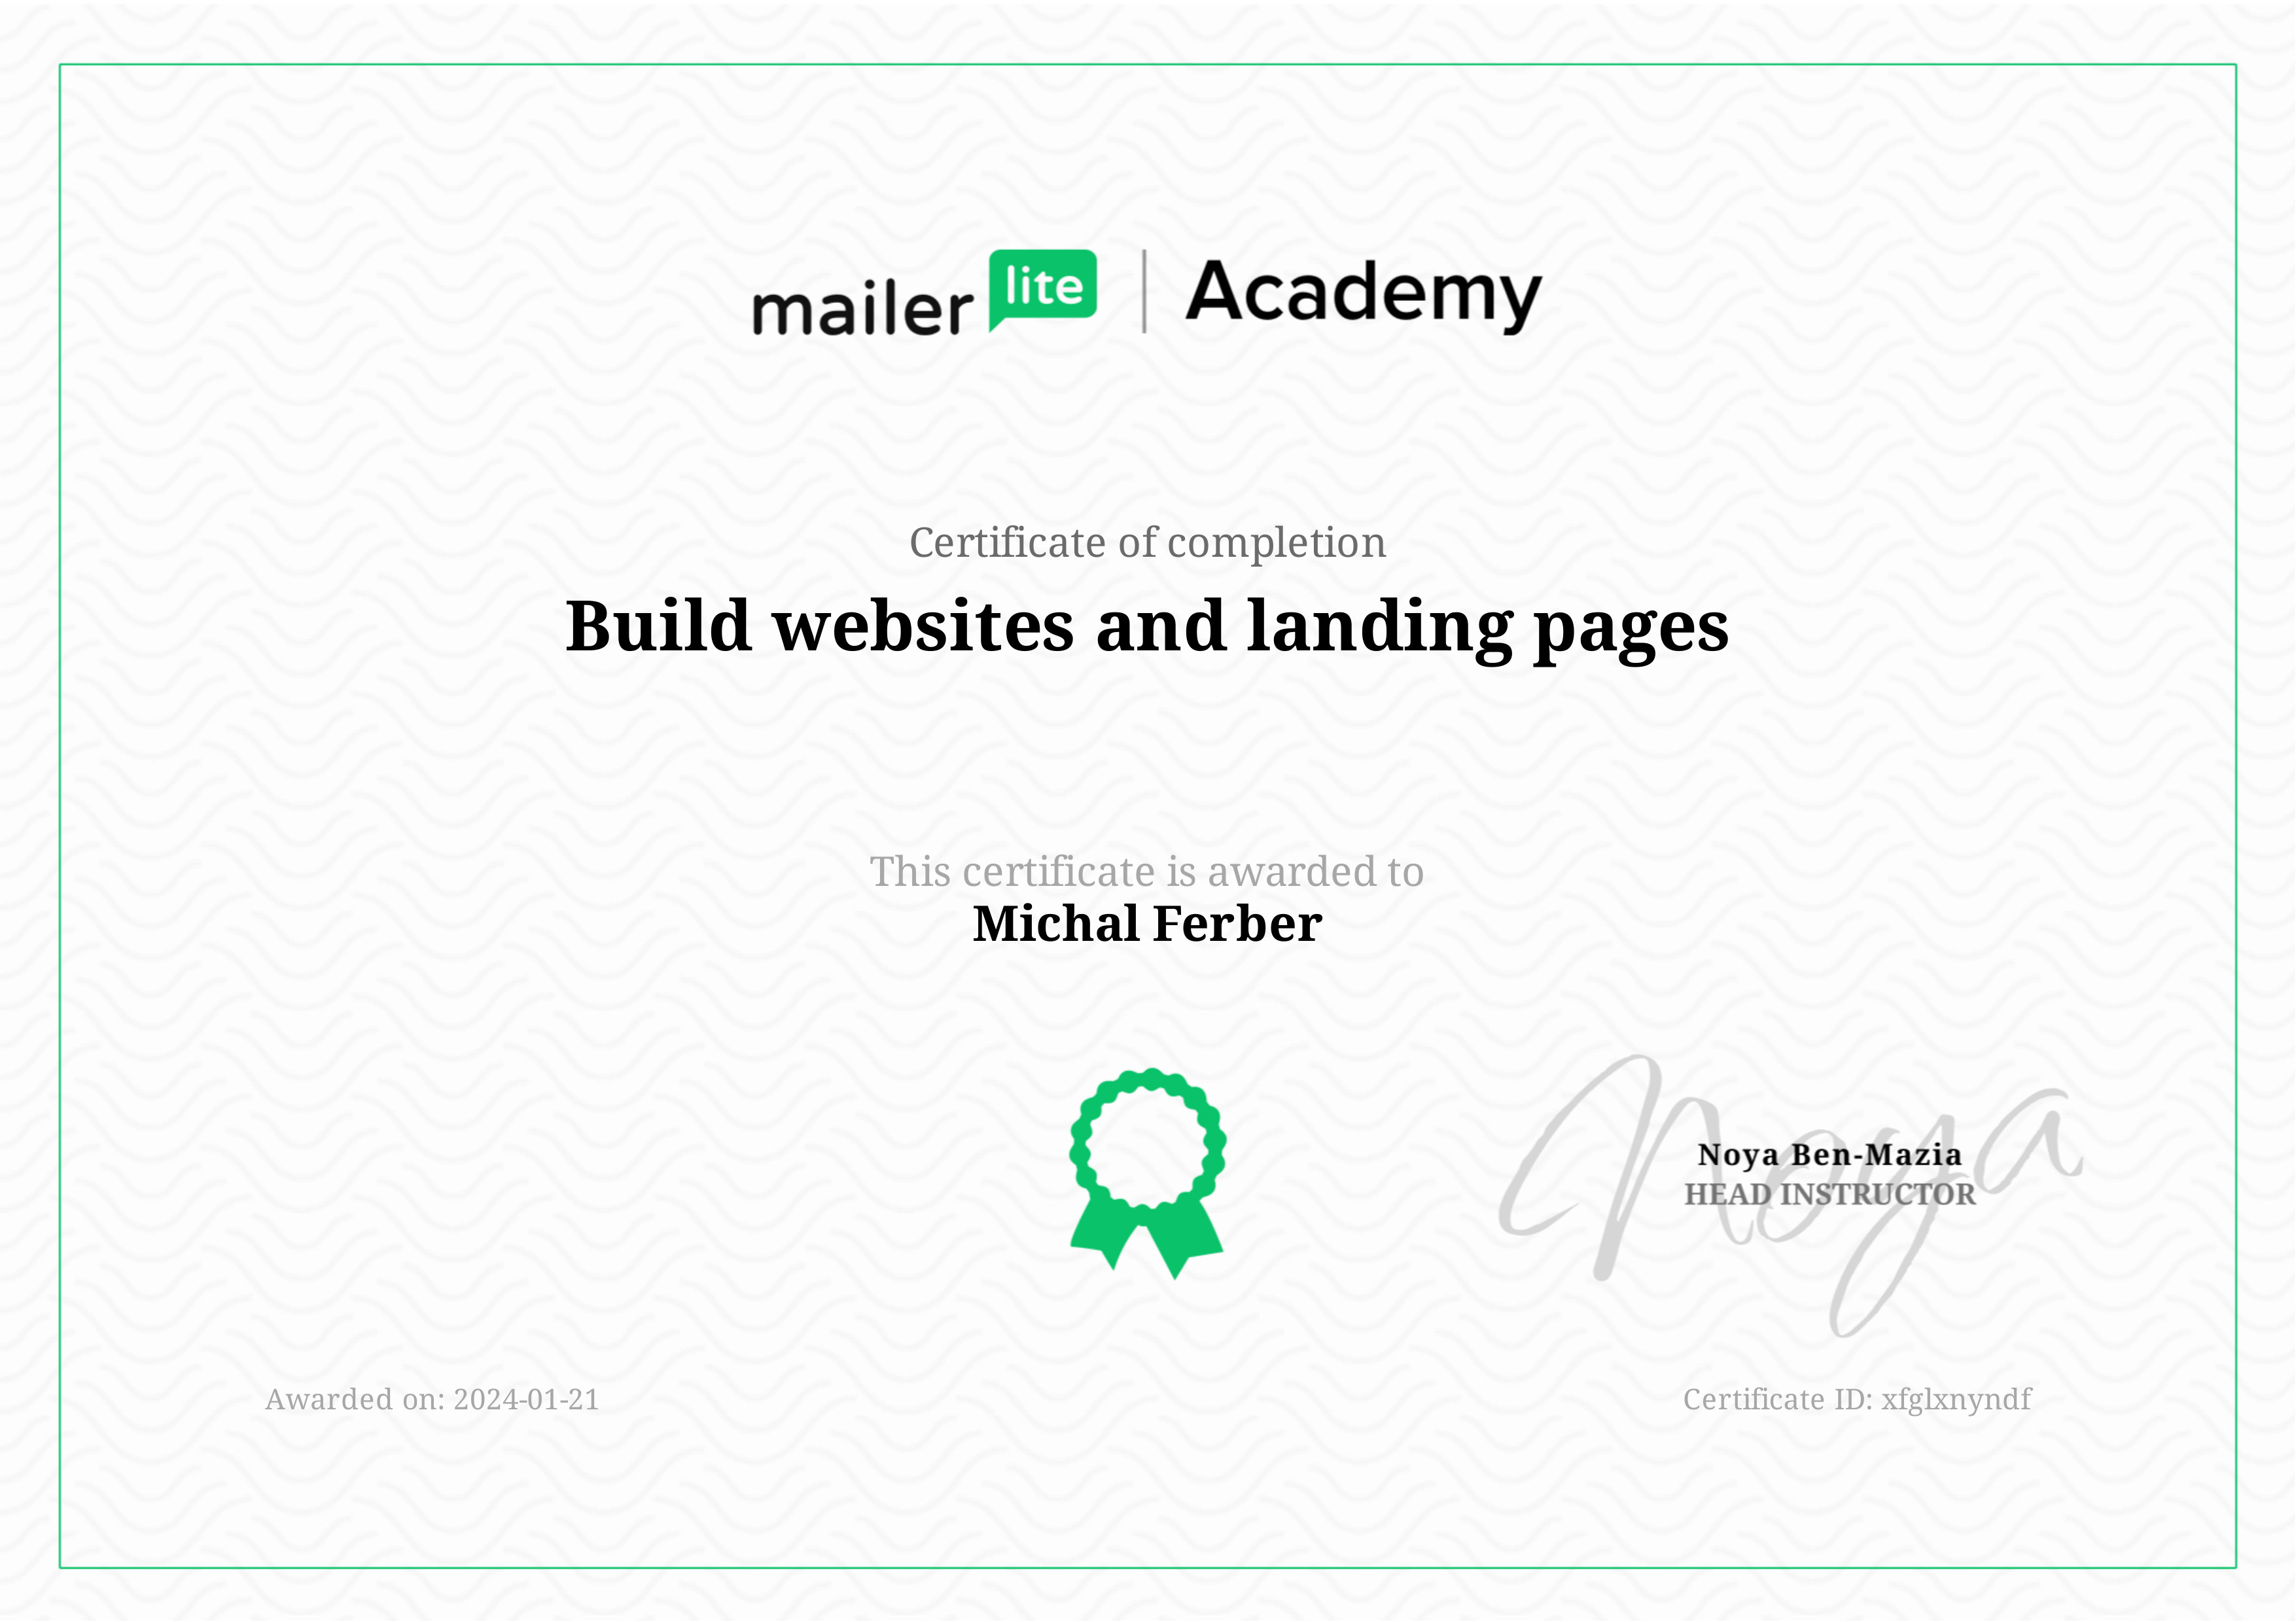 mailer lite | Academy
Certificate of completion
Build websites and landing pages
This certificate is awarded to
Michal Ferber
Noya
Noya Ben-Mazia
HEAD INSTRUCTOR
Awarded on: 2024-01-21
Certificate ID: xfglxnyndf